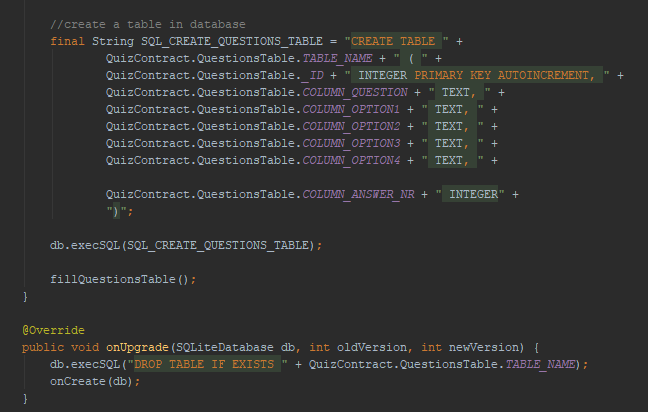 //create a table in database
final String SQL_CREATE_QUESTIONS_TABLE = "CREATE TABLE " +
QuizContract.QuestionsTable.TABLE_NAME + " ( " +
QuizContract.QuestionsTable._ID + " INTEGER PRIMARY KEY AUTOINCREMENT, " +
QuizContract.QuestionsTable.COLUMN_QUESTION + " TEXT, " +
QuizContract.QuestionsTable.COLUMN_OPTION1 + " TEXT, " +
QuizContract.QuestionsTable.COLUMN_OPTION2 + " TEXT, " +
QuizContract.QuestionsTable.COLUMN_OPTION3 + " TEXT, " +
QuizContract.QuestionsTable.COLUMN_OPTION4 + " TEXT, " +
QuizContract.QuestionsTable.COLUMN_ANSWER_NR + " INTEGER" +
")";
db.execSQL(SQL_CREATE_QUESTIONS_TABLE);
fillQuestionsTable();
}
@Override
public void onUpgrade(SQLiteDatabase db, int oldVersion, int newVersion) {
db.execSQL("DROP TABLE IF EXISTS " + QuizContract.QuestionsTable.TABLE_NAME);
onCreate(db);
}